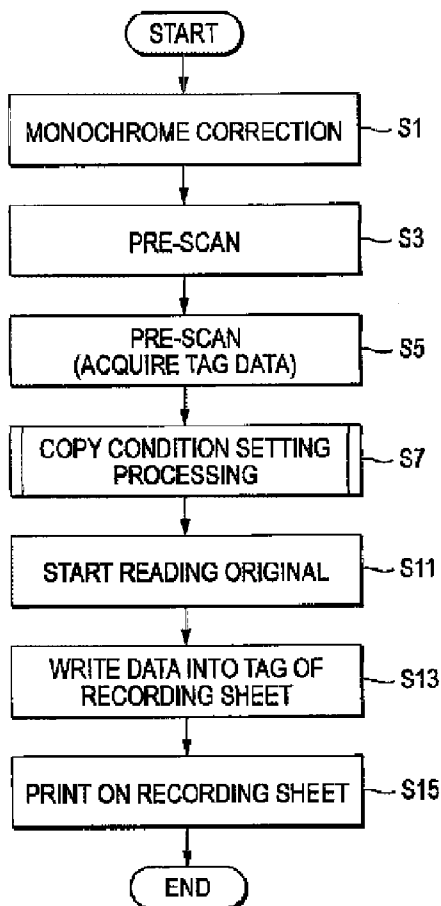 START
MONOCHROME CORRECTION
S1
PRE-SCAN
S3
PRE-SCAN
(ACQUIRE TAG DATA)
S5
COPY CONDITION SETTING
PROCESSING
S7
START READING ORIGINAL
S11
WRITE DATA INTO TAG OF
RECORDING SHEET
S13
PRINT ON RECORDING SHEET
S15
END